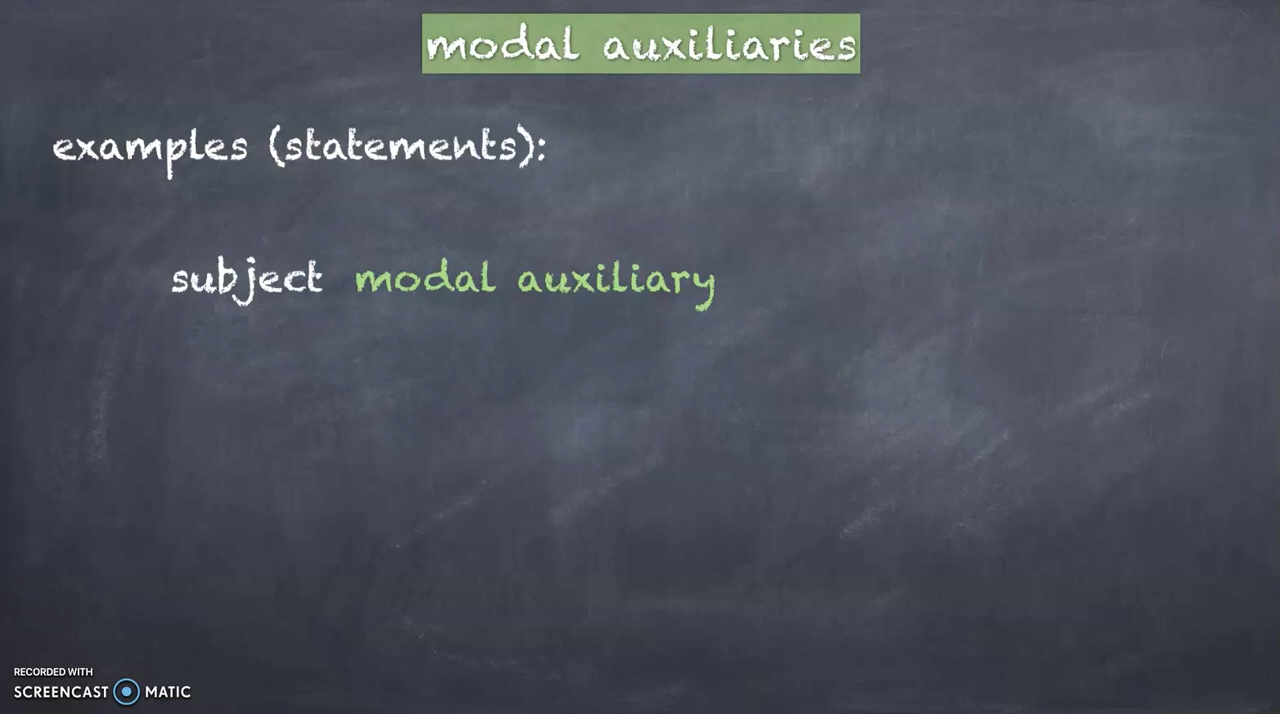 modal auxiliaries
examples (statements):
subject modal auxiliary
RECORDED WITH
SCREENCAST MATIC